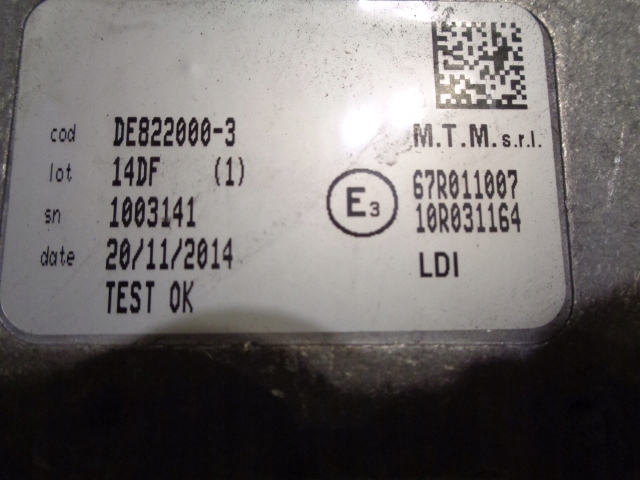 cod DE822000-3
lot 14DF (1)
sn 1003141
date 20/11/2014
TEST OK
M.T.M. s.r.l.
E3
67R011007
10R031164
LDI